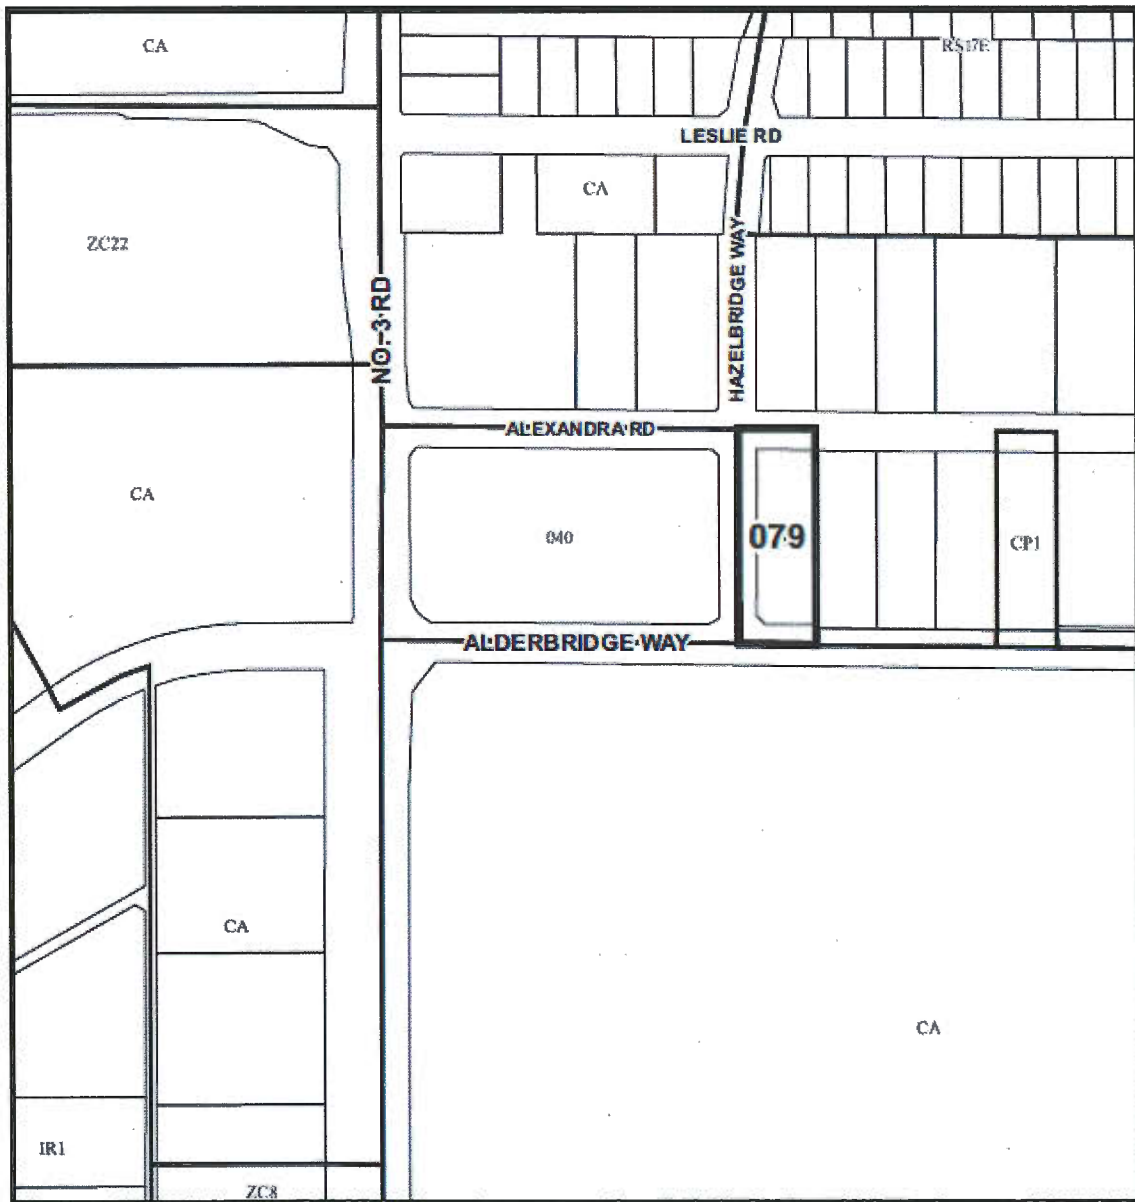 CA
RS17E
LESLIE RD
CA
ZC22
HAZELBRIDGE WAY
NO. 3 RD
ALEXANDRA RD
CA
040
079
CP1
ALDERBRIDGE WAY
CA
CA
IR1
ZC8